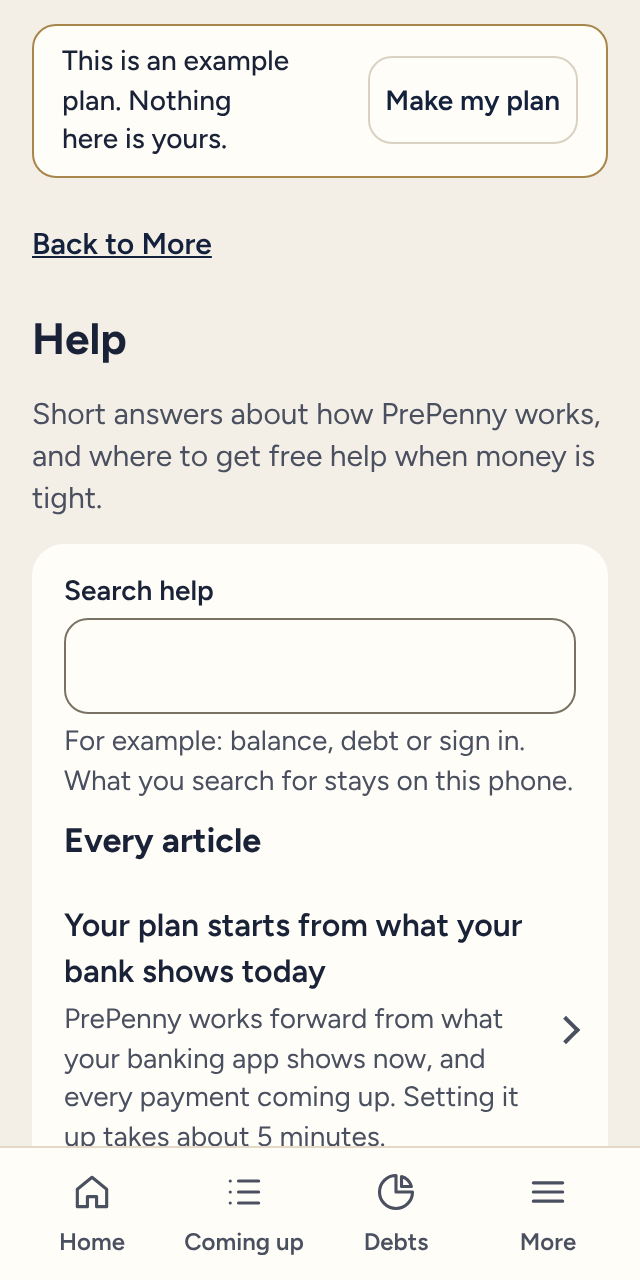 This is an example
plan. Nothing
here is yours.
Make my plan
Back to More
Help
Short answers about how PrePenny works,
and where to get free help when money is
tight.
Search help
For example: balance, debt or sign in.
What you search for stays on this phone.
Every article
Your plan starts from what your
bank shows today
PrePenny works forward from what
your banking app shows now, and
every payment coming up. Setting it
up takes about 5 minutes.
Home
Coming up
Debts
More